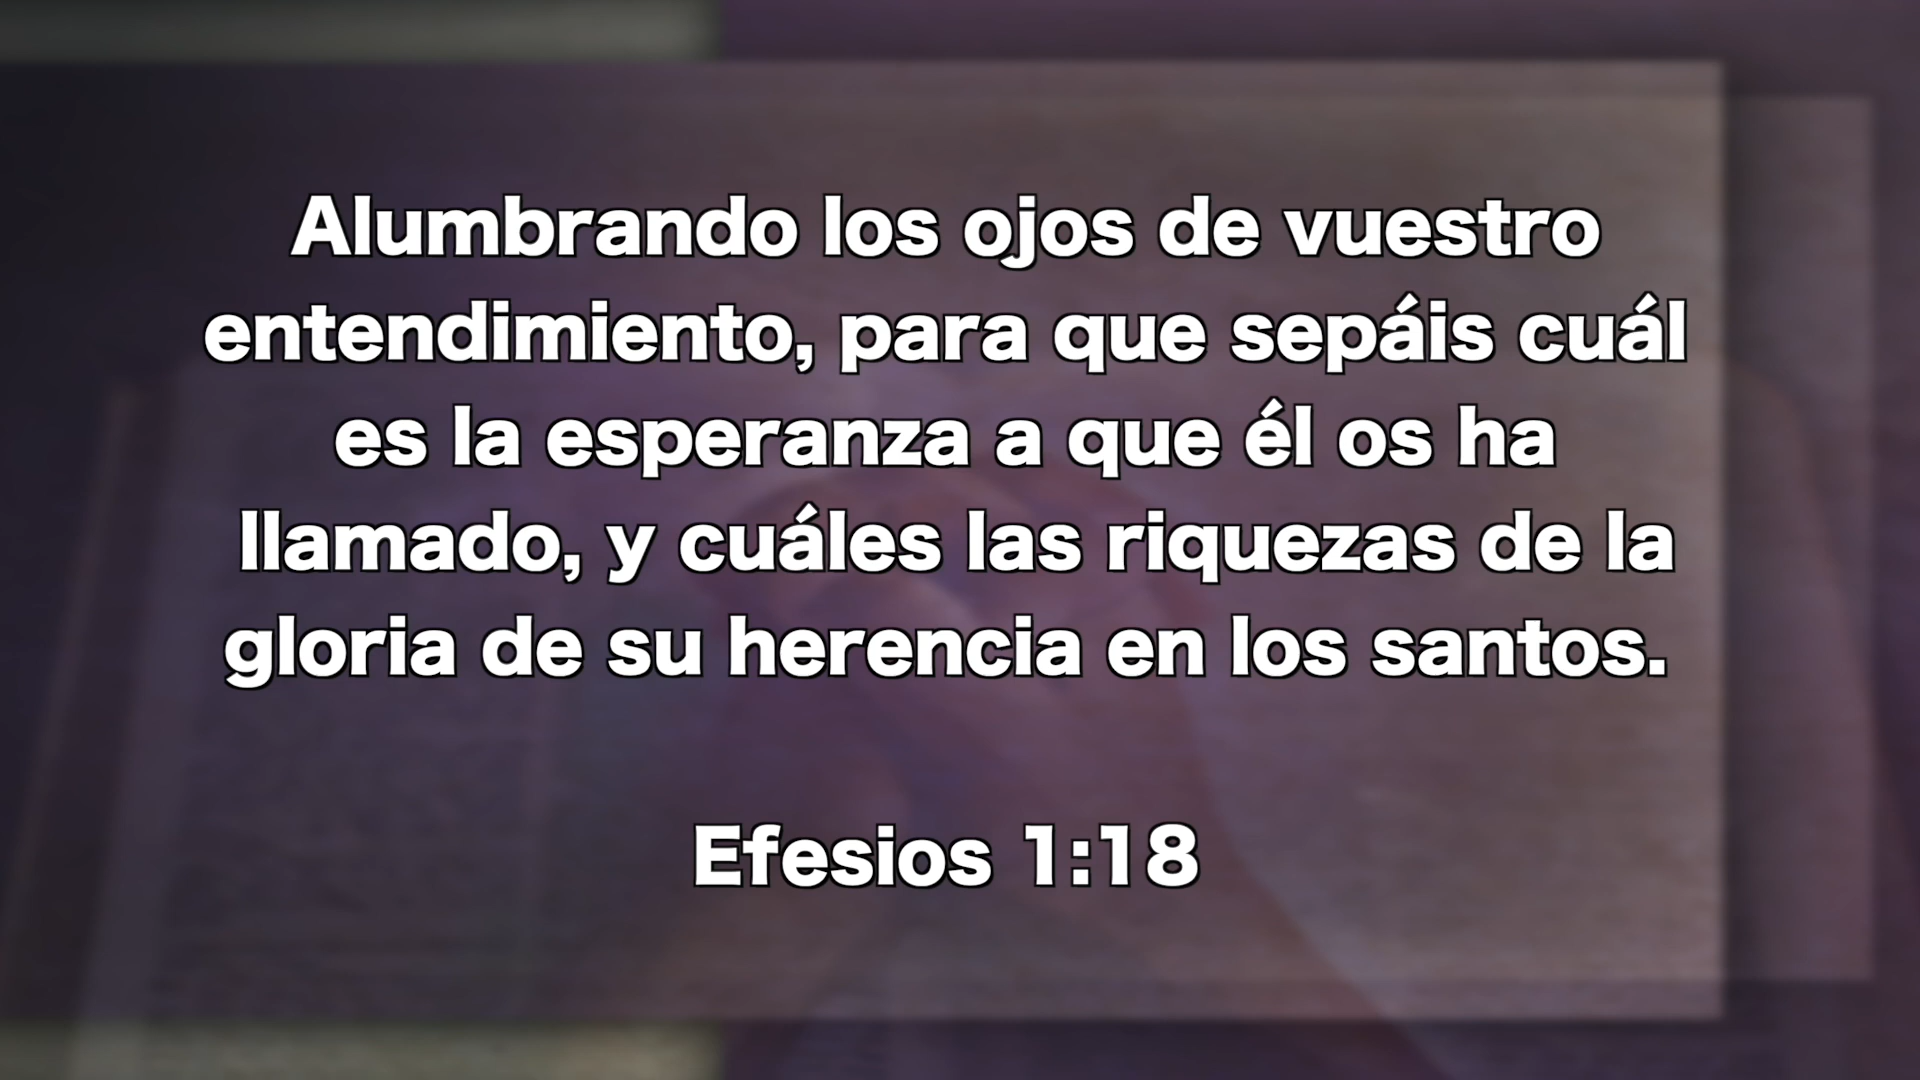 Alumbrando los ojos de vuestro
entendimiento, para que sepáis cuál
es la esperanza a que él os ha
llamado, y cuáles las riquezas de la
gloria de su herencia en los santos.
Efesios 1:18